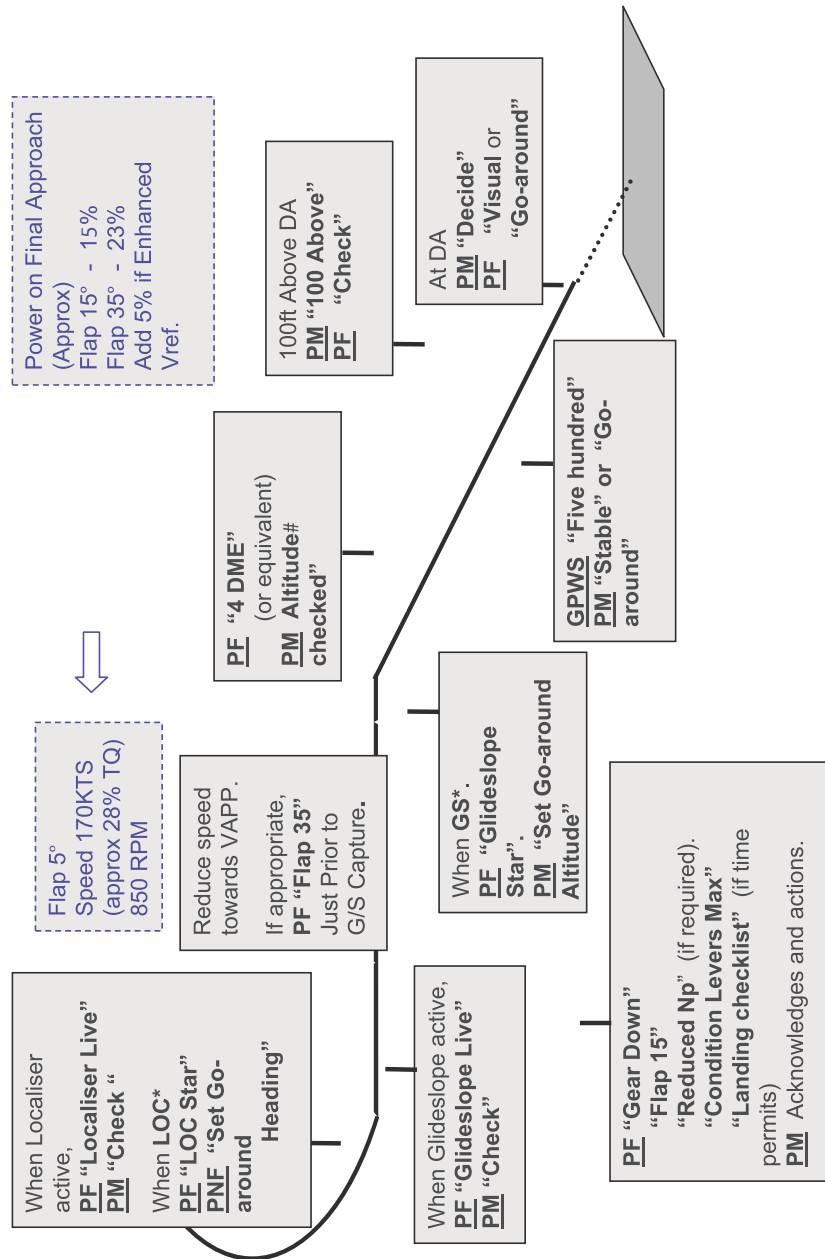 When Localiser
active,
PF “Localiser Live”
PM “Check “
When LOC*
PF “LOC Star”
PNF “Set Go-
around
Heading”
Flap 5°
Speed 170KTS
(approx 28% TQ)
850 RPM
Power on Final Approach
(Approx)
Flap 15° - 15%
Flap 35° - 23%
Add 5% if Enhanced
Vref.
Reduce speed
towards VAPP.
If appropriate,
PF “Flap 35”
Just Prior to
G/S Capture.
PF “4 DME”
(or equivalent)
PM Altitude#
checked”
100ft Above DA
PM “100 Above”
PF “Check”
At DA
PM “Decide”
PF “Visual or
“Go-around”
When Glideslope active,
PF “Glideslope Live”
PM “Check”
When GS*.
PF “Glideslope
Star”.
PM “Set Go-around
Altitude”
GPWS “Five hundred”
PM “Stable” or “Go-
around”
PF “Gear Down”
“Flap 15”
“Reduced Np” (if required).
“Condition Levers Max”
“Landing checklist” (if time
permits)
PM Acknowledges and actions.